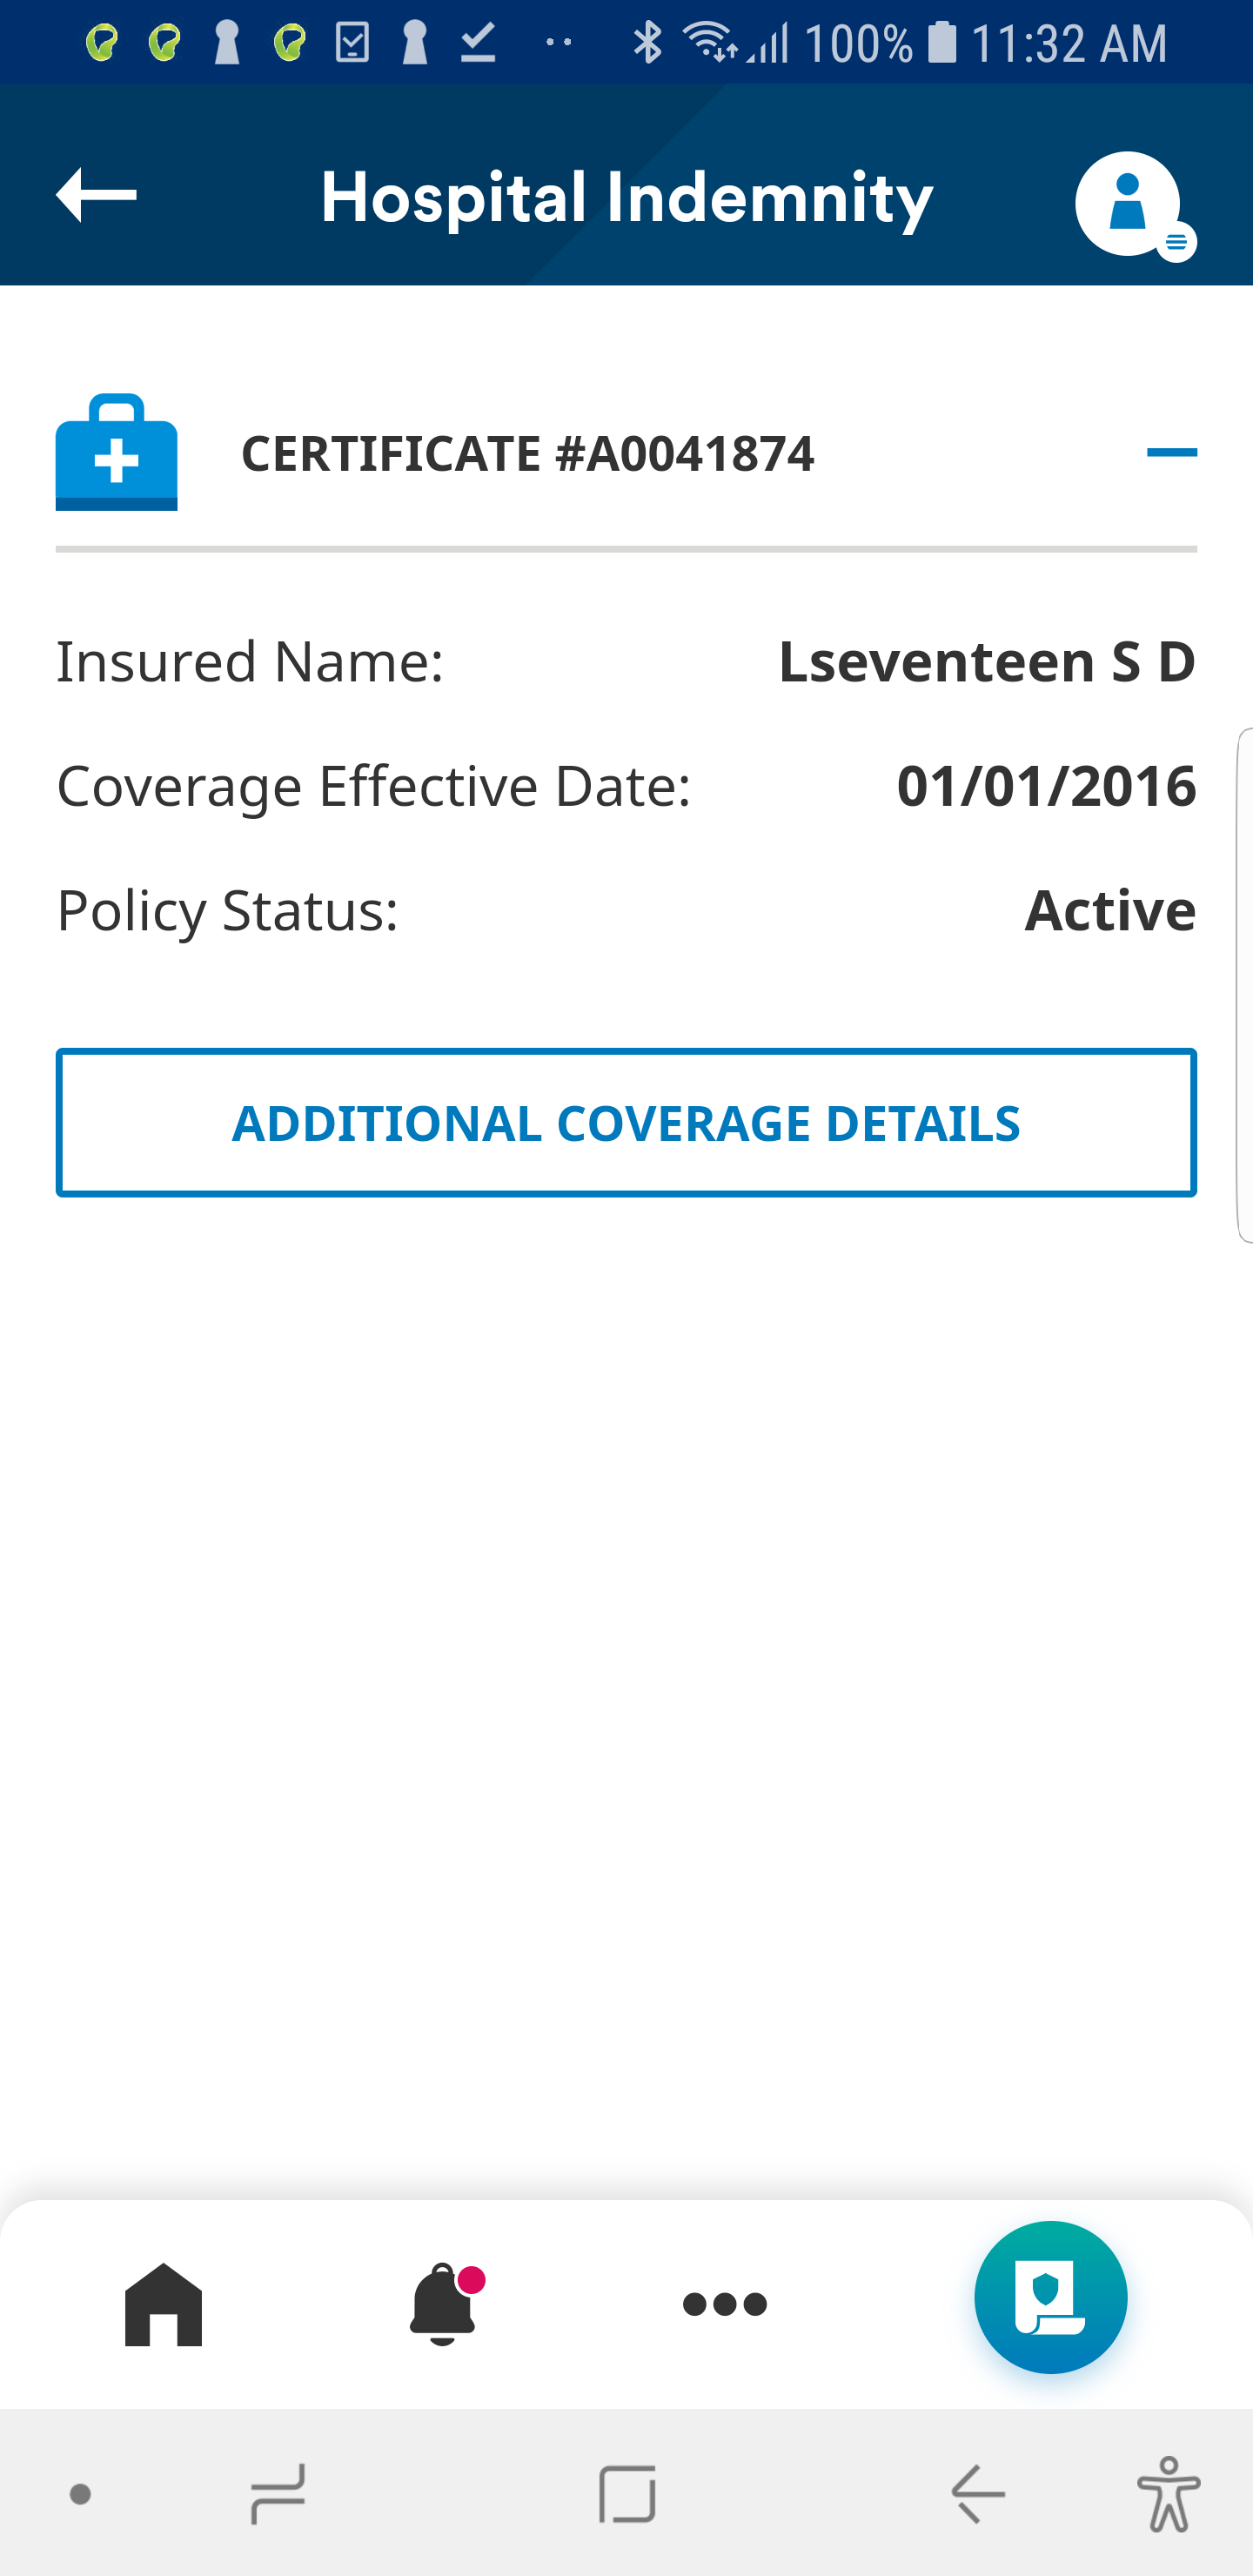 100% 11:32 AM
Hospital Indemnity
CERTIFICATE #A0041874
Insured Name: Lseventeen S D
Coverage Effective Date: 01/01/2016
Policy Status: Active
ADDITIONAL COVERAGE DETAILS